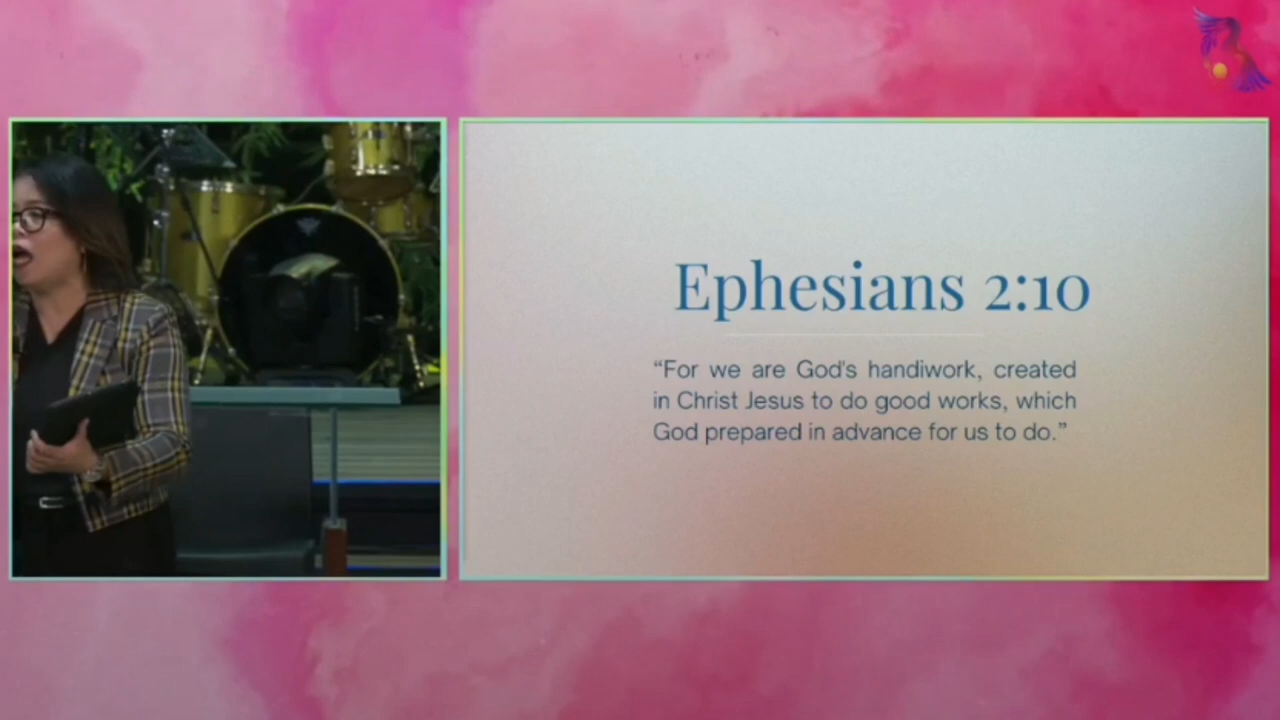 Ephesians 2:10
“For we are God's handiwork, created
in Christ Jesus to do good works, which
God prepared in advance for us to do.”